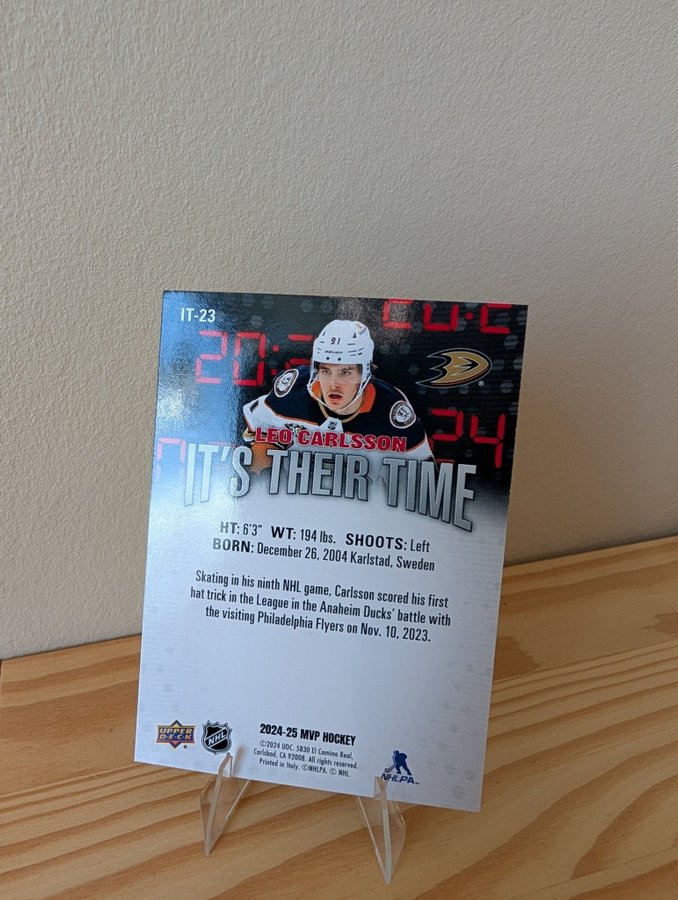 IT-23
91
LEO CARLSSON
IT'S THEIR TIME
HT: 6'3" WT: 194 lbs. SHOOTS: Left
BORN: December 26, 2004 Karlstad, Sweden
Skating in his ninth NHL game, Carlsson scored his first
hat trick in the League in the Anaheim Ducks' battle with
the visiting Philadelphia Flyers on Nov. 10, 2023.
UPPER
DECK
NHL
2024-25 MVP HOCKEY
©2024 UDC. 5830 El Camino Real,
Carlsbad, CA 92008. All rights reserved.
Printed in Italy. ©NHLPA. © NHL.
NHLPA™